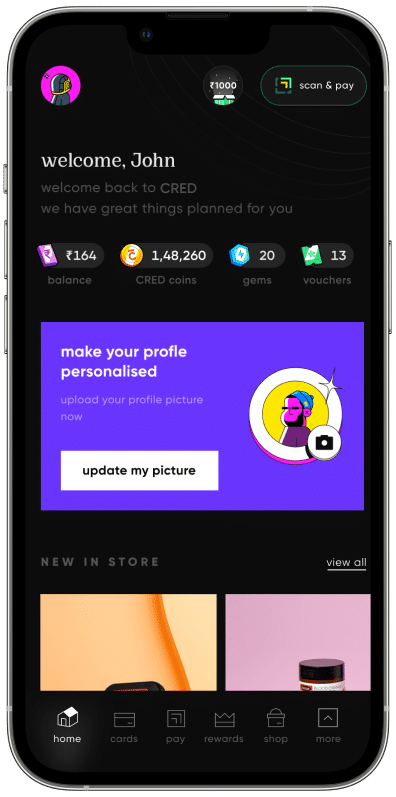 ₹1000
scan & pay
welcome, John
welcome back to CRED
we have great things planned for you
₹164
1,48,260
20
13
balance
CRED coins
gems
vouchers
make your profle
personalised
upload your profile picture
now
update my picture
NEW IN STORE
view all
home
cards
pay
rewards
shop
more